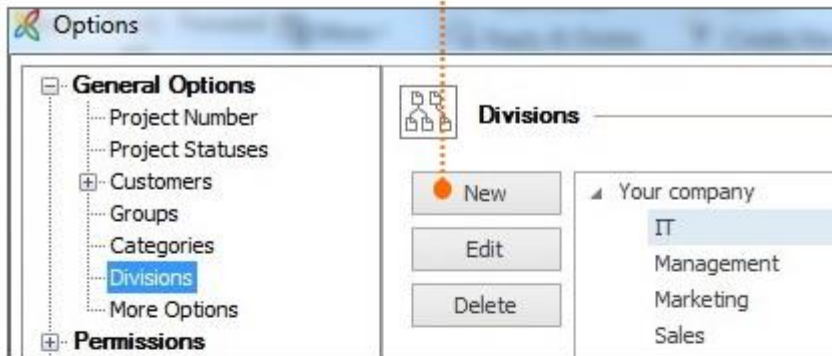 Options
General Options
Project Number
Project Statuses
Customers
Groups
Categories
Divisions
More Options
Permissions
Divisions
New
Edit
Delete
Your company
IT
Management
Marketing
Sales